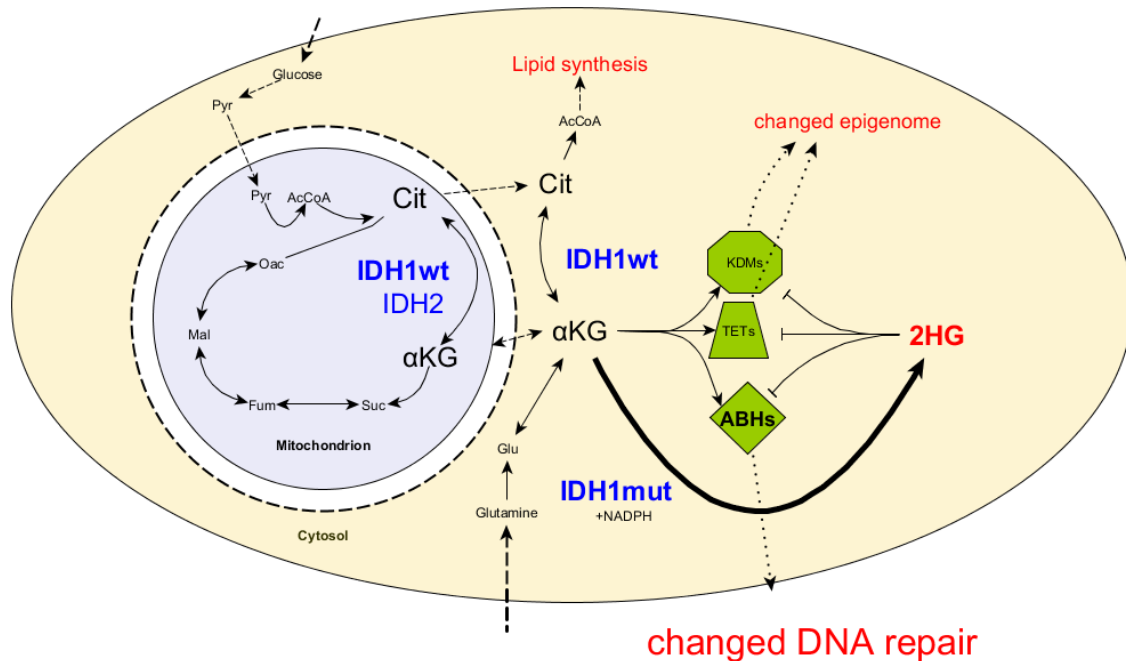 Glucose
Pyr
Lipid synthesis
AcCoA
changed epigenome
Pyr
AcCoA
Cit
Cit
Oac
IDH1wt
IDH2
IDH1wt
KDMs
Mal
αKG
αKG
TETs
2HG
Fum
Suc
ABHs
Mitochondrion
Glu
IDH1mut
+NADPH
Glutamine
Cytosol
changed DNA repair